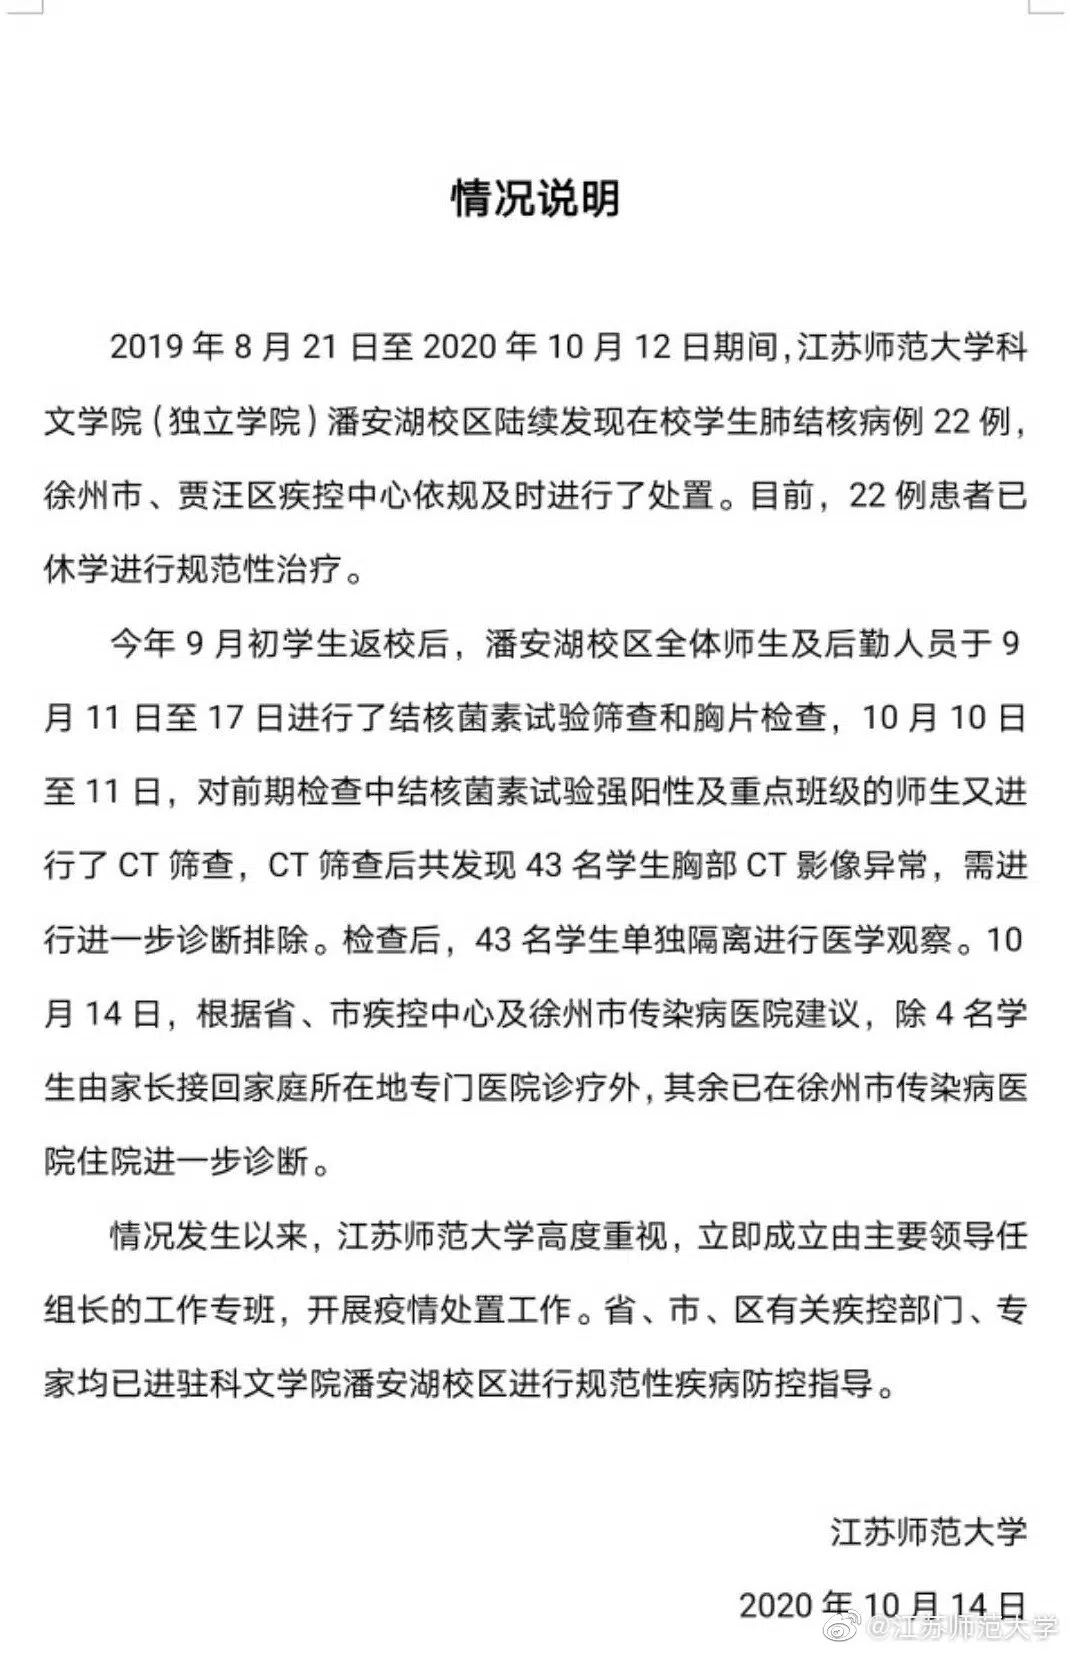 情况说明
2019 年 8 月 21 日至 2020 年 10 月 12 日期间,江苏师范大学科
文学院（独立学院）潘安湖校区陆续发现在校学生肺结核病例 22 例，
徐州市、贾汪区疾控中心依规及时进行了处置。目前，22 例患者已
休学进行规范性治疗。
今年 9 月初学生返校后，潘安湖校区全体师生及后勤人员于 9
月 11 日至 17 日进行了结核菌素试验筛查和胸片检查，10 月 10 日
至 11 日，对前期检查中结核菌素试验强阳性及重点班级的师生又进
行了 CT 筛查，CT 筛查后共发现 43 名学生胸部 CT 影像异常，需进
行进一步诊断排除。检查后，43 名学生单独隔离进行医学观察。10
月 14 日，根据省、市疾控中心及徐州市传染病医院建议，除 4 名学
生由家长接回家庭所在地专门医院诊疗外,其余已在徐州市传染病医
院住院进一步诊断。
情况发生以来，江苏师范大学高度重视，立即成立由主要领导任
组长的工作专班，开展疫情处置工作。省、市、区有关疾控部门、专
家均已进驻科文学院潘安湖校区进行规范性疾病防控指导。
江苏师范大学
2020 年 10 月 14 日
@江苏师范大学